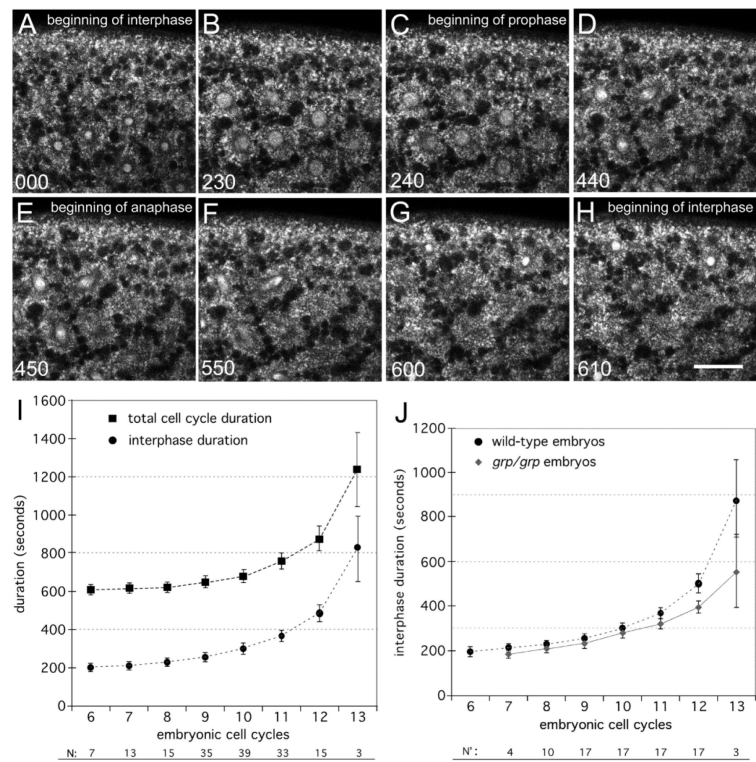 A beginning of interphase
B
C beginning of prophase
D
000
230
240
440
E beginning of anaphase
F
G
H beginning of interphase
450
550
600
610
I
1600
1400
1200
1000
800
600
400
200
0
duration (seconds)
total cell cycle duration
interphase duration
6 7 8 9 10 11 12 13
embryonic cell cycles
N: 7 13 15 35 39 33 15 3
J
1200
1000
800
600
400
200
0
interphase duration (seconds)
wild-type embryos
grp/grp embryos
6 7 8 9 10 11 12 13
embryonic cell cycles
N': 4 10 17 17 17 17 3